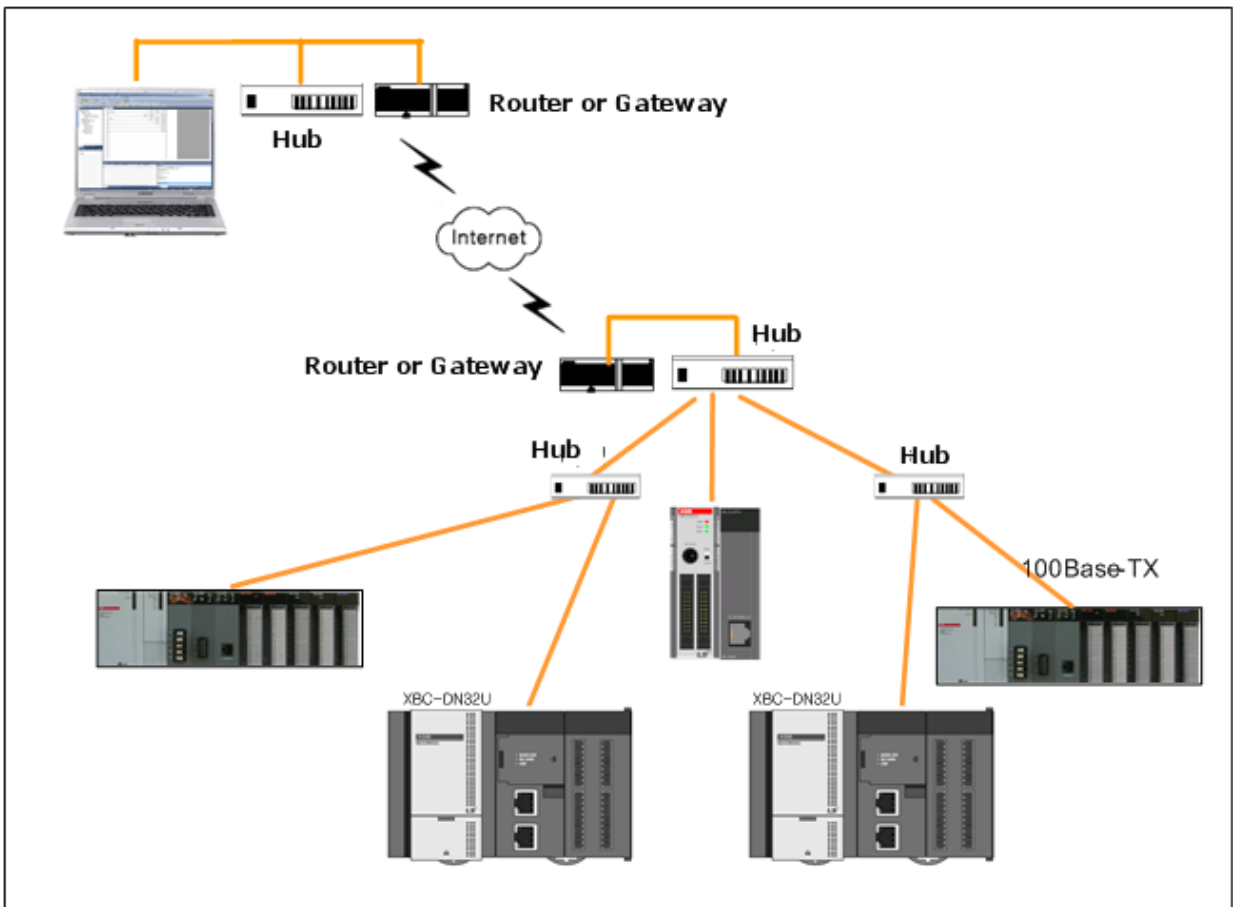 Router or Gateway
Hub
Internet
Hub
Router or Gateway
Hub
Hub
100Base-TX
XBC-DN32U
XBC-DN32U